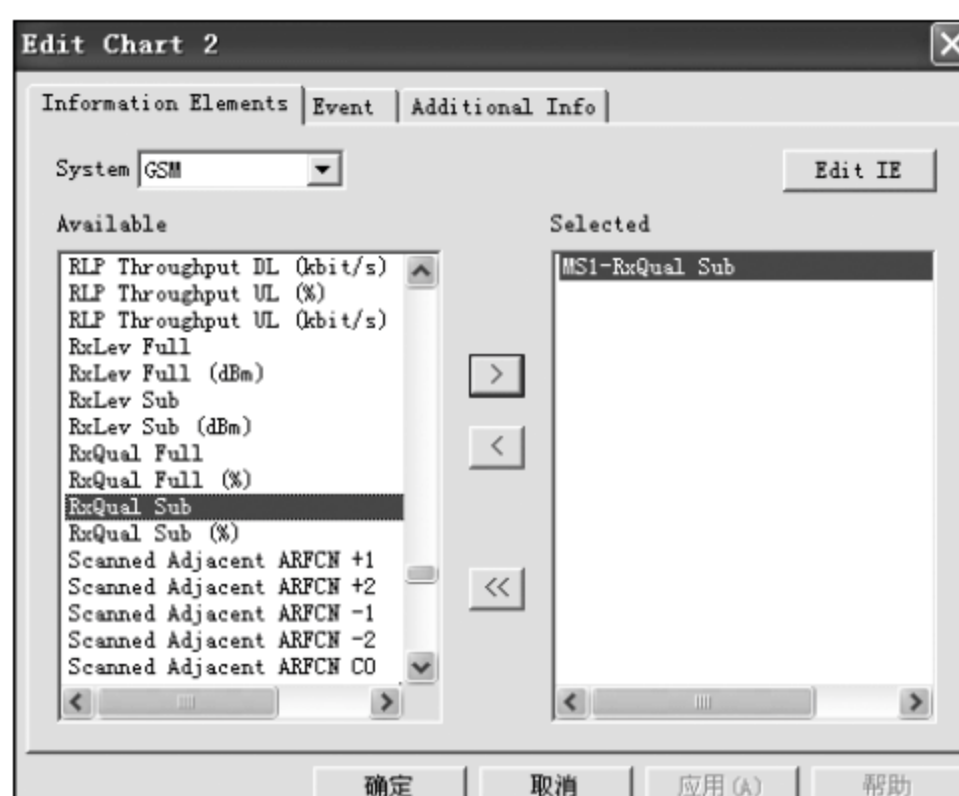 Edit Chart 2
Information Elements Event Additional Info
System GSM Edit IE
Available Selected
RLP Throughput DL (kbit/s)
RLP Throughput UL (%)
RLP Throughput UL (kbit/s)
RxLev Full
RxLev Full (dBm)
RxLev Sub
RxLev Sub (dBm)
RxQual Full
RxQual Full (%)
RxQual Sub
RxQual Sub (%)
Scanned Adjacent ARFCN +1
Scanned Adjacent ARFCN +2
Scanned Adjacent ARFCN -1
Scanned Adjacent ARFCN -2
Scanned Adjacent ARFCN C0
MS1-RxQual Sub
>
<
<<
确定 取消 应用(A) 帮助